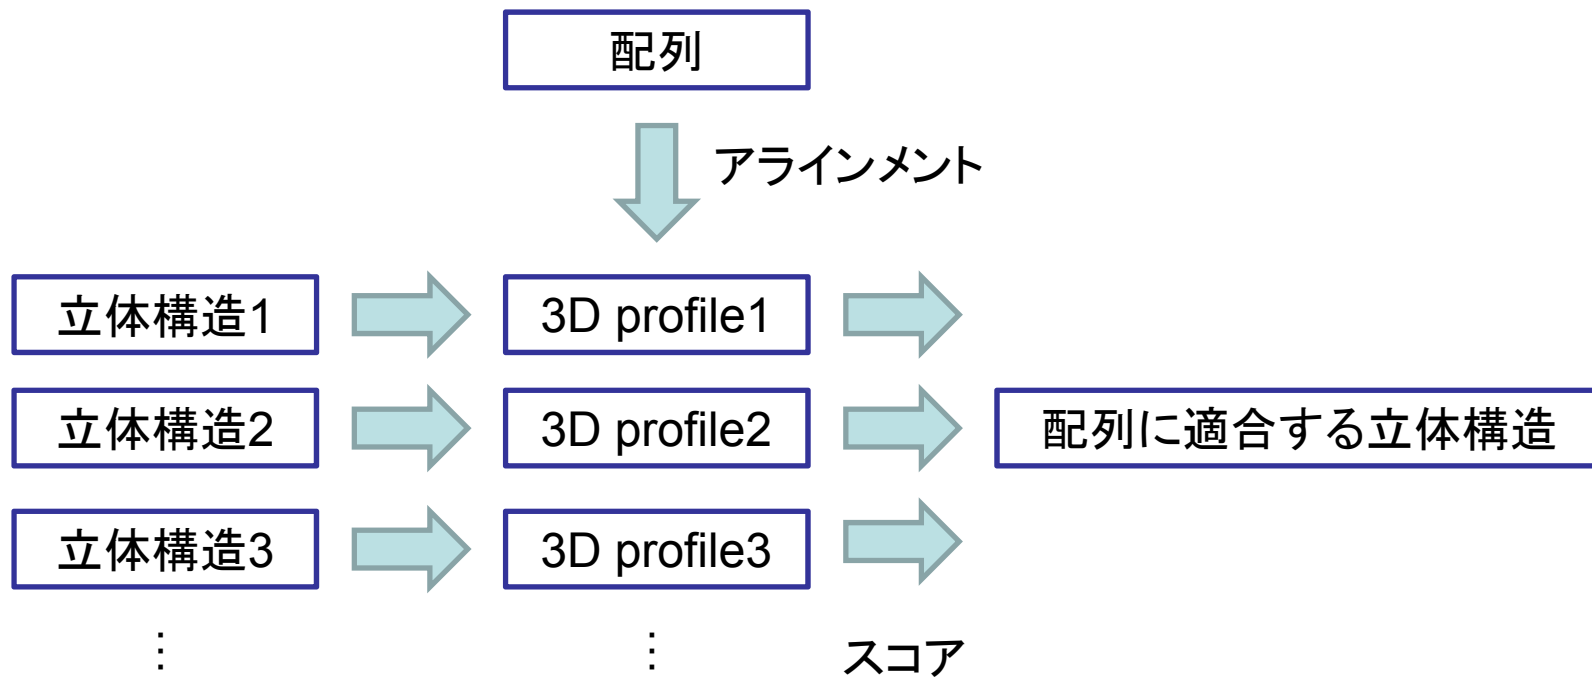 配列
アラインメント
立体構造1
3D profile1
立体構造2
3D profile2
配列に適合する立体構造
立体構造3
3D profile3
⋮
⋮
スコア